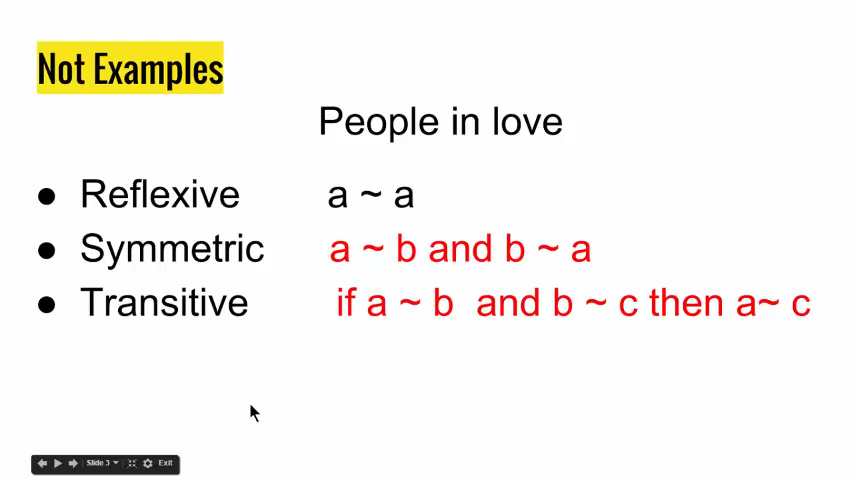 Not Examples
People in love
● Reflexive a ~ a
● Symmetric a ~ b and b ~ a
● Transitive if a ~ b and b ~ c then a~ c
Slide 3 Exit